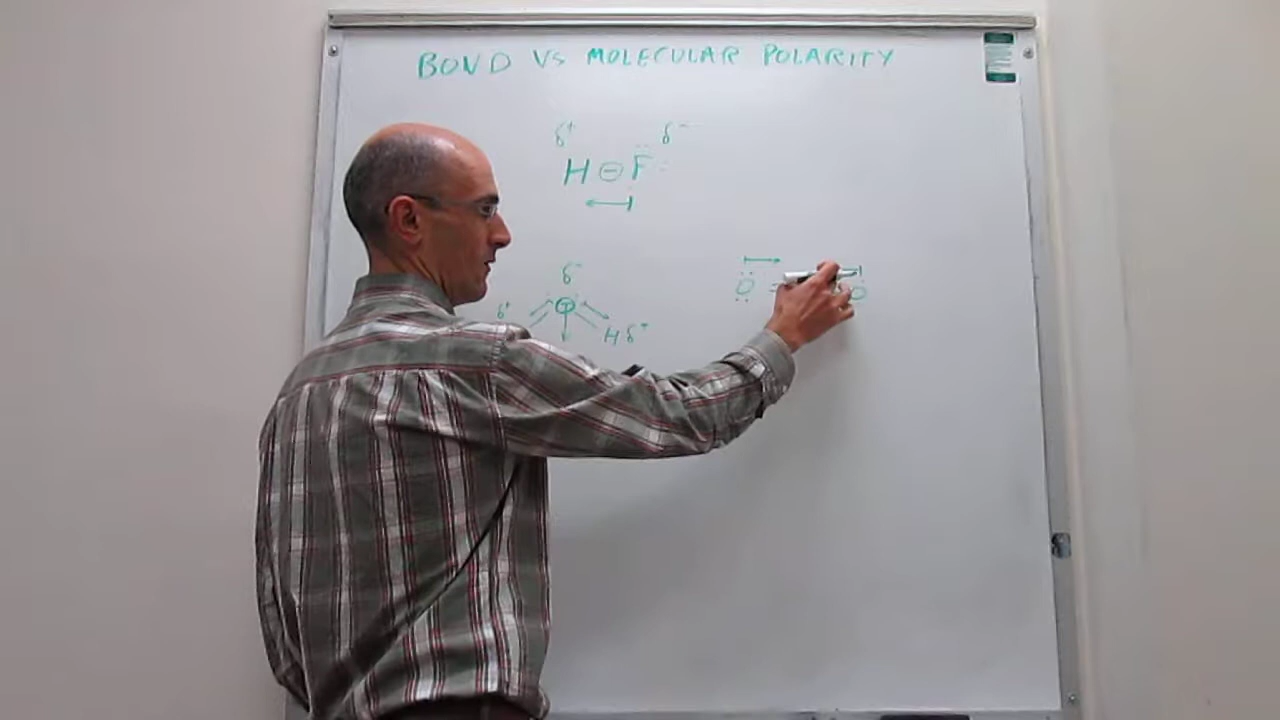 BOND VS MOLECULAR POLARITY
δ+ δ-
H F
δ-
δ+
H δ+
O = O